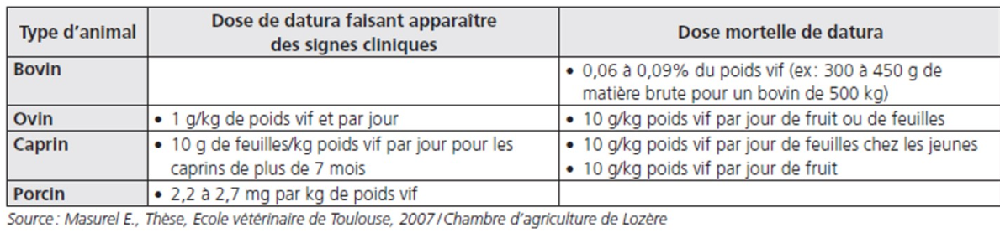 Type d'animal
Dose de datura faisant apparaître
des signes cliniques
Dose mortelle de datura
Bovin
• 0,06 à 0,09% du poids vif (ex: 300 à 450 g de
matière brute pour un bovin de 500 kg)
Ovin
• 1 g/kg de poids vif et par jour
• 10 g/kg poids vif par jour de fruit ou de feuilles
Caprin
• 10 g de feuilles/kg poids vif par jour pour les
caprins de plus de 7 mois
• 10 g/kg poids vif par jour de feuilles chez les jeunes
• 10 g/kg poids vif par jour de fruit
Porcin
• 2,2 à 2,7 mg par kg de poids vif
Source: Masurel E., Thèse, Ecole vétérinaire de Toulouse, 2007/Chambre d'agriculture de Lozère